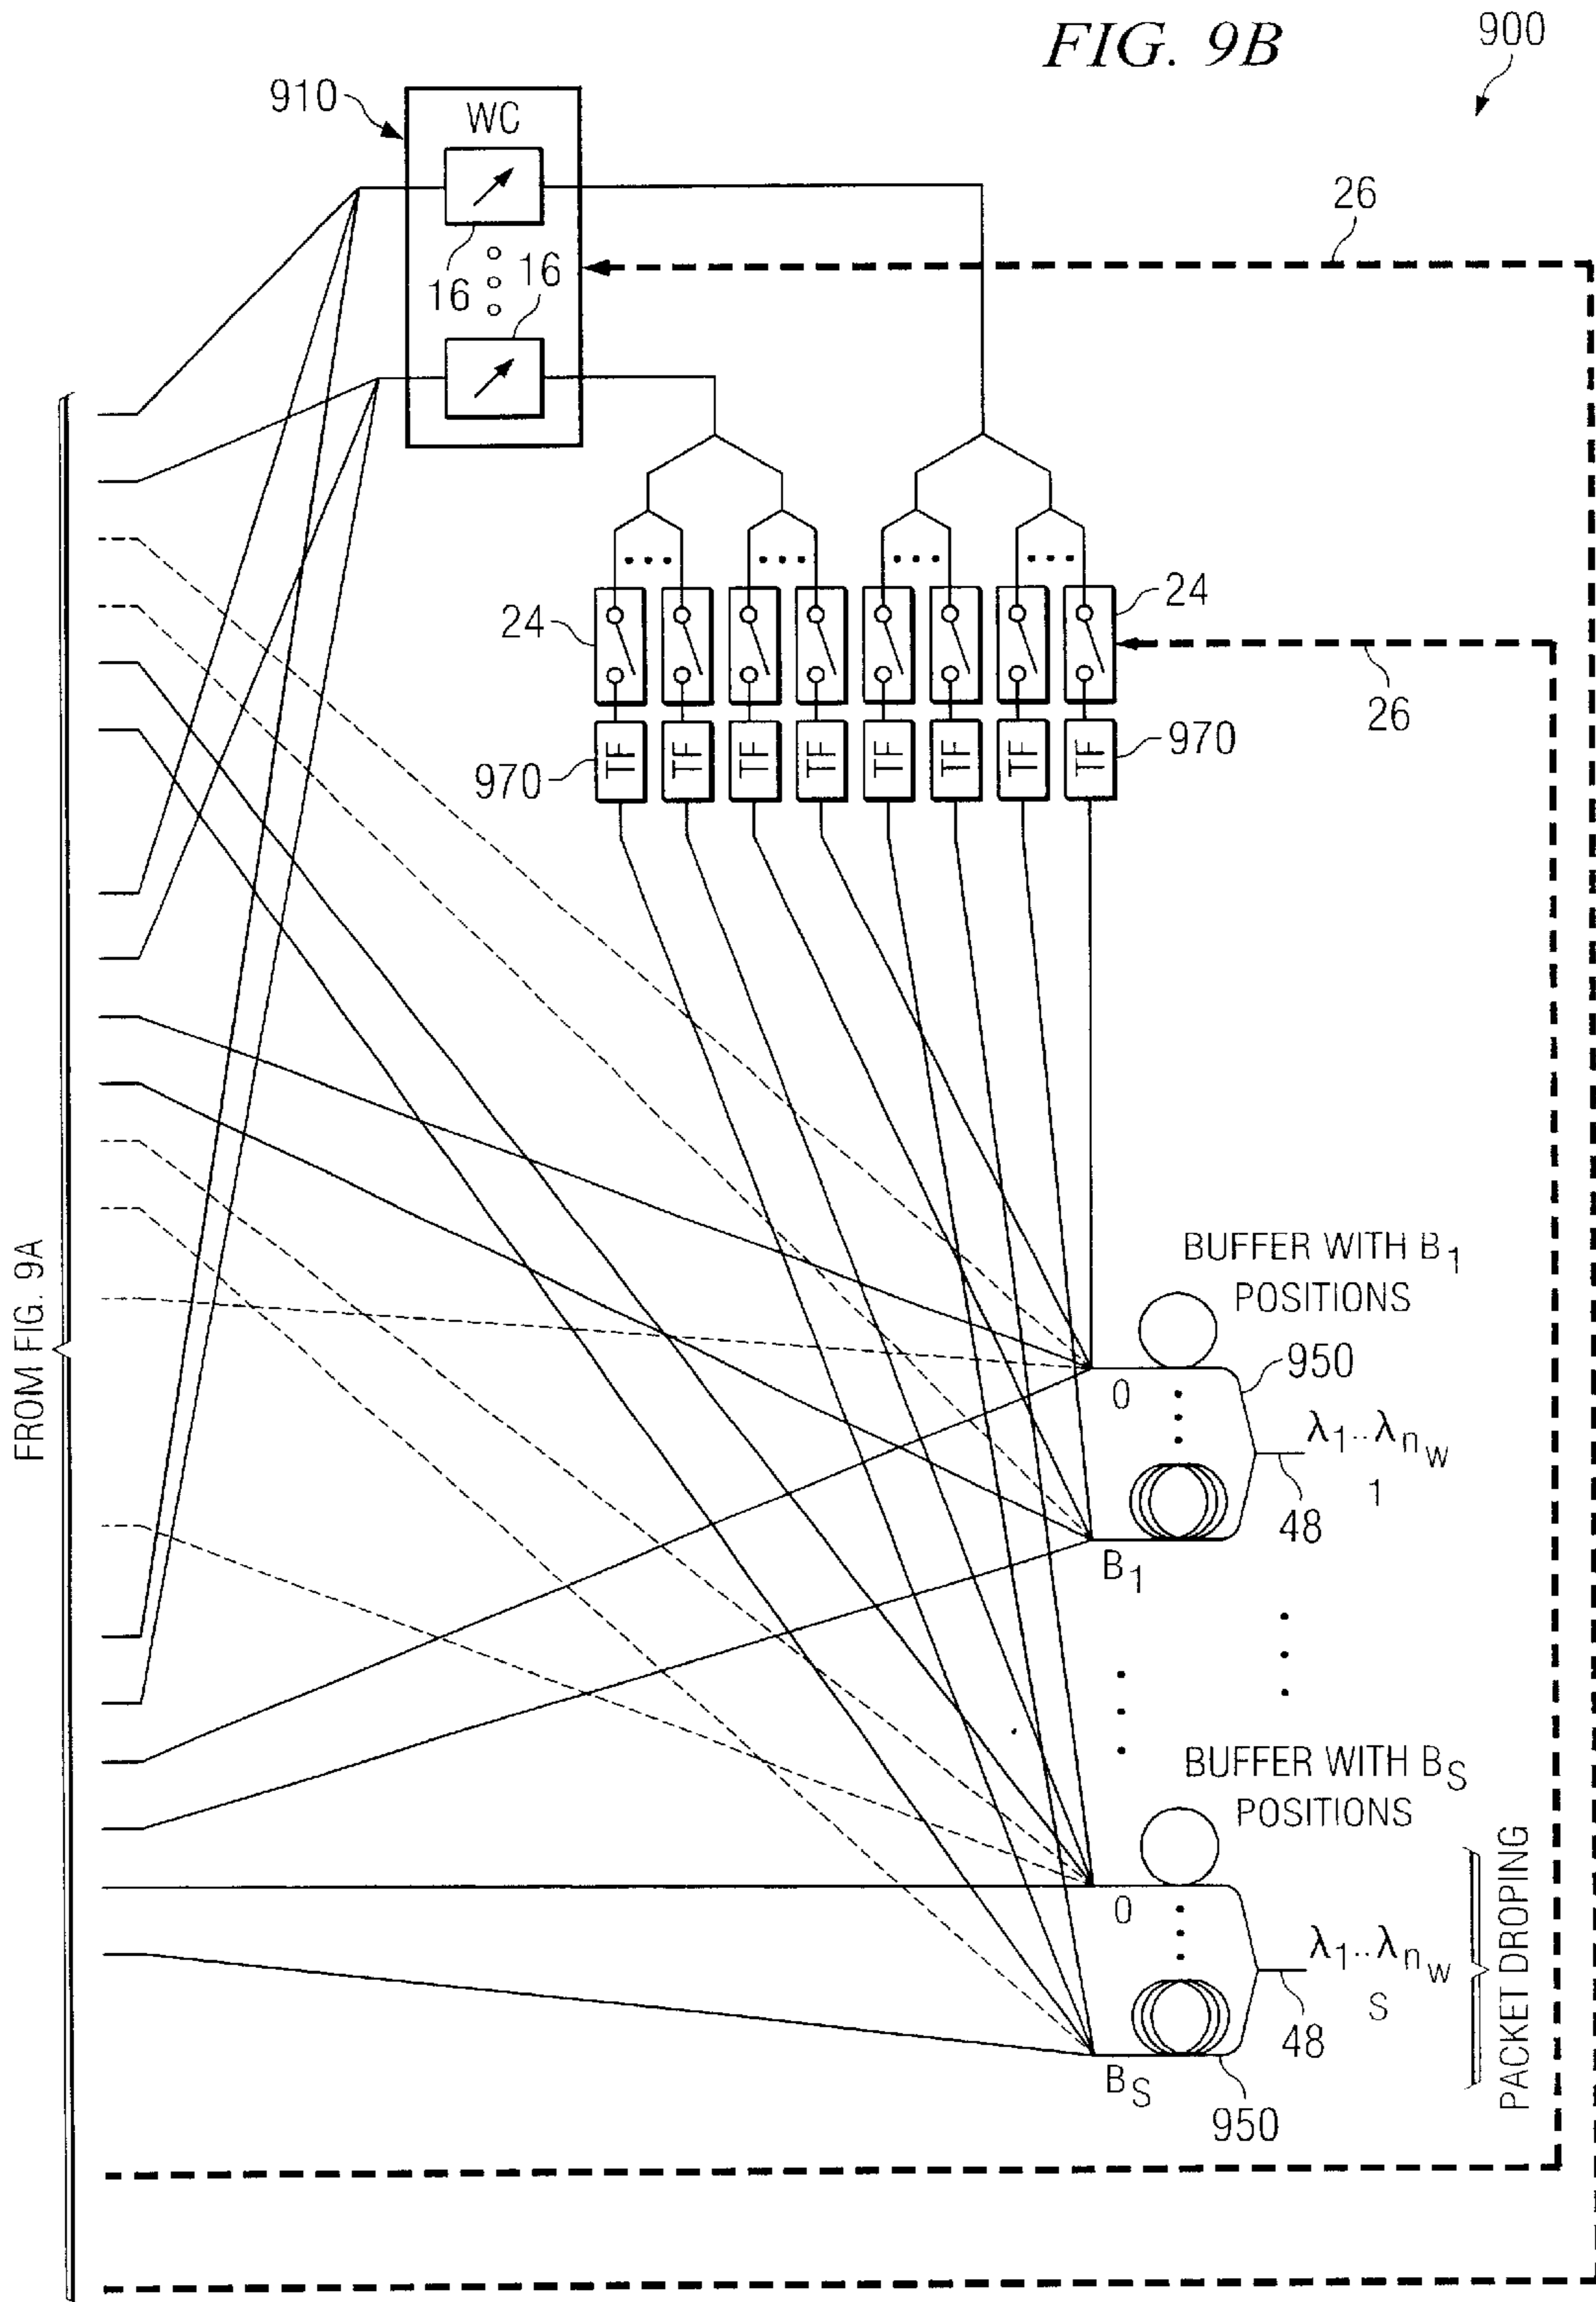 FIG. 9B
900
910
WC
16
16
26
24
24
26
970
TF
TF
TF
TF
TF
TF
TF
TF
970
FROM FIG. 9A
BUFFER WITH B1
POSITIONS
950
0
λ1..λnw
1
48
B1
BUFFER WITH BS
POSITIONS
0
λ1..λnw
S
48
BS
950
PACKET DROPING